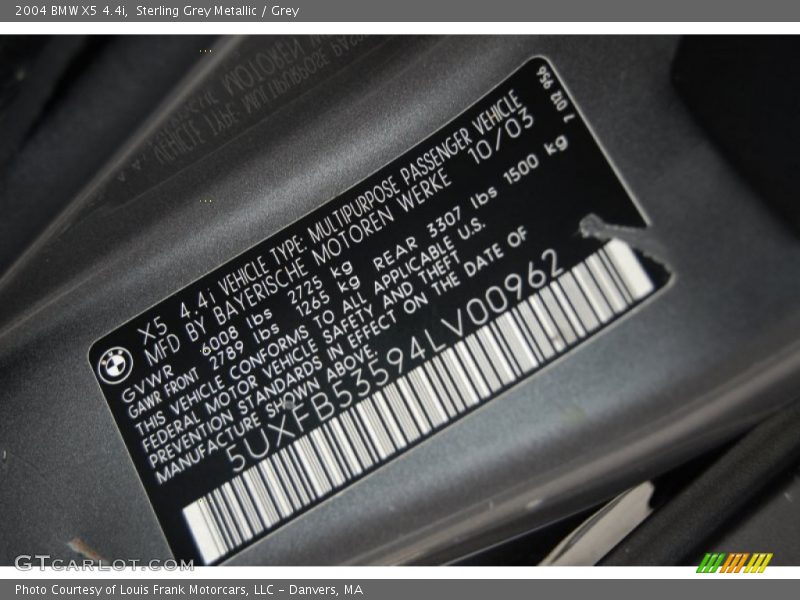 2004 BMW X5 4.4i, Sterling Grey Metallic / Grey
7 102 956
X5 4.4i VEHICLE TYPE: MULTIPURPOSE PASSENGER VEHICLE
MFD BY BAYERISCHE MOTOREN WERKE 10/03
GVWR 6008 lbs 2725 kg
GAWR FRONT 2789 lbs 1265 kg REAR 3307 lbs 1500 kg
THIS VEHICLE CONFORMS TO ALL APPLICABLE U.S.
FEDERAL MOTOR VEHICLE SAFETY AND THEFT
PREVENTION STANDARDS IN EFFECT ON THE DATE OF
MANUFACTURE SHOWN ABOVE.
5UXFB53594LV00962
GTCARLOT.COM
Photo Courtesy of Louis Frank Motorcars, LLC - Danvers, MA